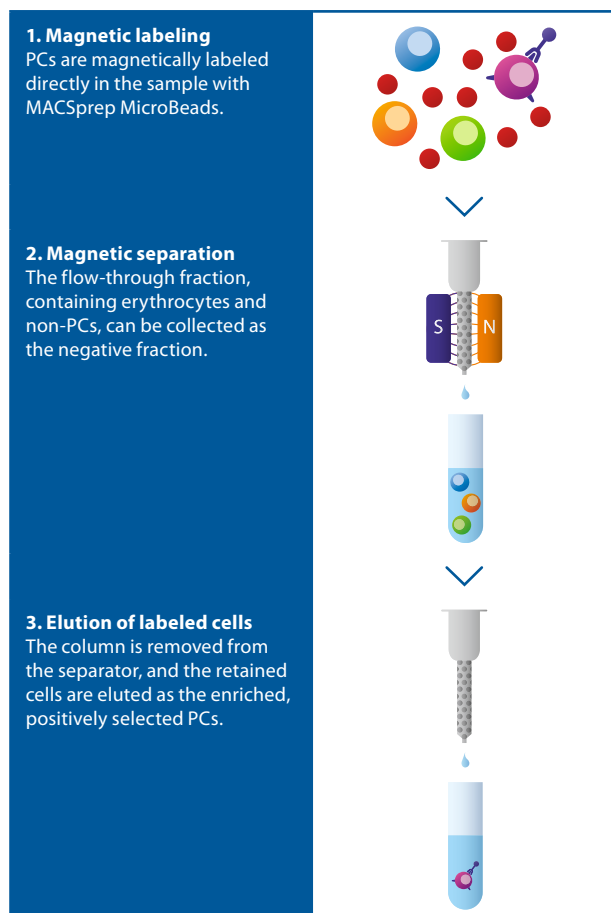 1. Magnetic labeling
PCs are magnetically labeled
directly in the sample with
MACSprep MicroBeads.
2. Magnetic separation
The flow-through fraction,
containing erythrocytes and
non-PCs, can be collected as
the negative fraction.
S N
3. Elution of labeled cells
The column is removed from
the separator, and the retained
cells are eluted as the enriched,
positively selected PCs.